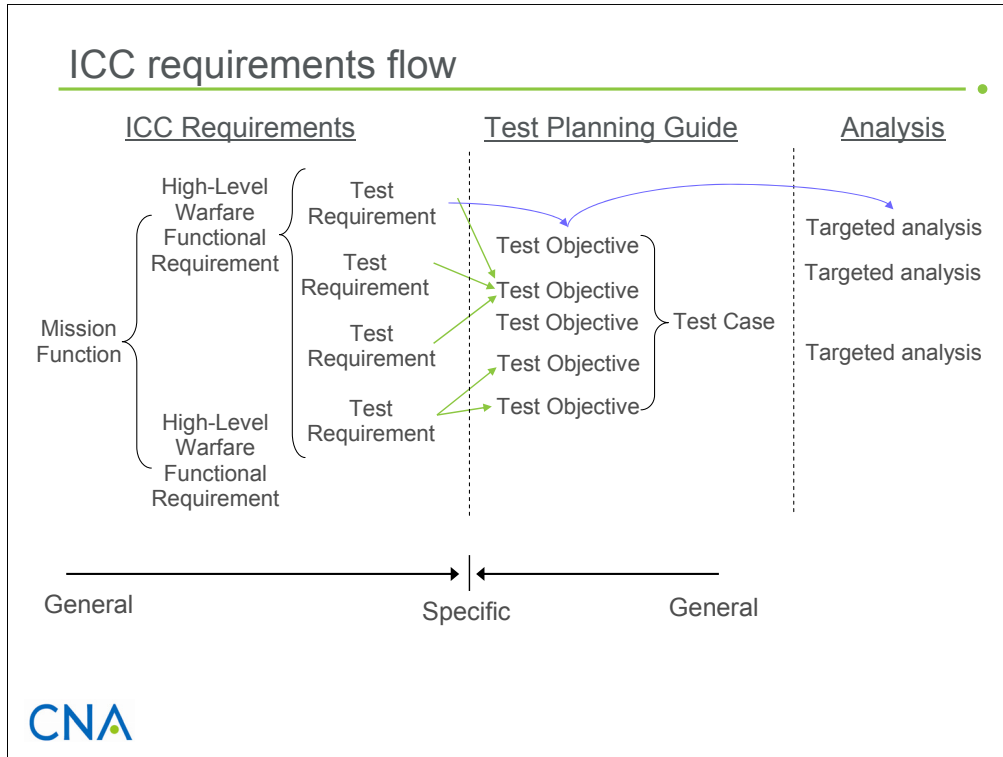 ICC requirements flow
ICC Requirements
Test Planning Guide
Analysis
Mission
Function
High-Level
Warfare
Functional
Requirement
High-Level
Warfare
Functional
Requirement
Test
Requirement
Test
Requirement
Test
Requirement
Test
Requirement
Test Objective
Test Objective
Test Objective
Test Objective
Test Objective
Test Case
Targeted analysis
Targeted analysis
Targeted analysis
General
Specific
General
CNA